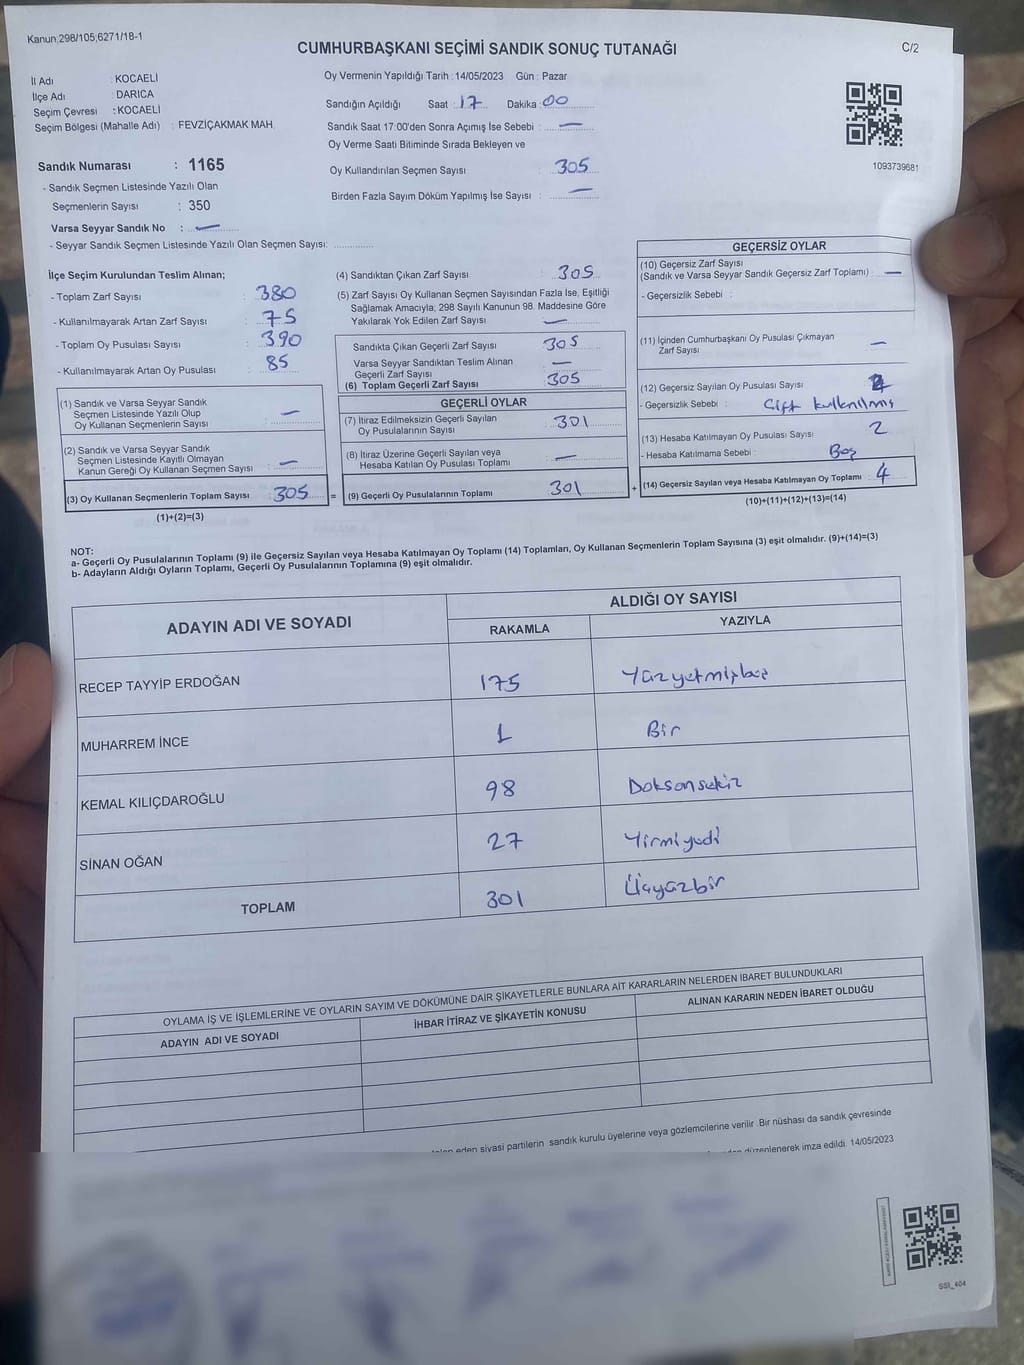 Kanun;298/105;6271/18-1
CUMHURBAŞKANI SEÇİMİ SANDIK SONUÇ TUTANAĞI
C/2
İl Adı : KOCAELİ
İlçe Adı : DARICA
Seçim Çevresi : KOCAELİ
Seçim Bölgesi (Mahalle Adı) : FEVZİÇAKMAK MAH.
Oy Vermenin Yapıldığı Tarih : 14/05/2023 Gün : Pazar
Sandığın Açıldığı Saat : 17 Dakika : 00
Sandık Saat 17:00'den Sonra Açımış İse Sebebi : —
Oy Verme Saati Bitiminde Sırada Bekleyen ve
Oy Kullandırılan Seçmen Sayısı : 305
Birden Fazla Sayım Döküm Yapılmış İse Sayısı : —
1093739681
Sandık Numarası : 1165
- Sandık Seçmen Listesinde Yazılı Olan
Seçmenlerin Sayısı : 350
Varsa Seyyar Sandık No : —
- Seyyar Sandık Seçmen Listesinde Yazılı Olan Seçmen Sayısı: ..............
İlçe Seçim Kurulundan Teslim Alınan;
- Toplam Zarf Sayısı : 380
- Kullanılmayarak Artan Zarf Sayısı : 75
- Toplam Oy Pusulası Sayısı : 390
- Kullanılmayarak Artan Oy Pusulası : 85
(1) Sandık ve Varsa Seyyar Sandık
Seçmen Listesinde Yazılı Olup
Oy Kullanan Seçmenlerin Sayısı : —
(2) Sandık ve Varsa Seyyar Sandık
Seçmen Listesinde Kayıtlı Olmayan
Kanun Gereği Oy Kullanan Seçmen Sayısı : —
(3) Oy Kullanan Seçmenlerin Toplam Sayısı : 305
(1)+(2)=(3)
(4) Sandıktan Çıkan Zarf Sayısı : 305
(5) Zarf Sayısı Oy Kullanan Seçmen Sayısından Fazla İse, Eşitliği
Sağlamak Amacıyla; 298 Sayılı Kanunun 98. Maddesine Göre
Yakılarak Yok Edilen Zarf Sayısı : —
Sandıkta Çıkan Geçerli Zarf Sayısı : 305
Varsa Seyyar Sandıktan Teslim Alınan
Geçerli Zarf Sayısı : —
(6) Toplam Geçerli Zarf Sayısı : 305
GEÇERLİ OYLAR
(7) İtiraz Edilmeksizin Geçerli Sayılan
Oy Pusulalarının Sayısı : 301
(8) İtiraz Üzerine Geçerli Sayılan veya
Hesaba Katılan Oy Pusulası Toplamı : —
= (9) Geçerli Oy Pusulalarının Toplamı : 301
GEÇERSİZ OYLAR
(10) Geçersiz Zarf Sayısı
(Sandık ve Varsa Seyyar Sandık Geçersiz Zarf Toplamı) : —
- Geçersizlik Sebebi :
(11) İçinden Cumhurbaşkanı Oy Pusulası Çıkmayan
Zarf Sayısı —
(12) Geçersiz Sayılan Oy Pusulası Sayısı 2
- Geçersizlik Sebebi : Çift kullanılmış
(13) Hesaba Katılmayan Oy Pusulası Sayısı 2
- Hesaba Katılmama Sebebi : Boş
+ (14) Geçersiz Sayılan veya Hesaba Katılmayan Oy Toplamı : 4
(10)+(11)+(12)+(13)=(14)
NOT:
a- Geçerli Oy Pusulalarının Toplamı (9) ile Geçersiz Sayılan veya Hesaba Katılmayan Oy Toplamı (14) Toplamları, Oy Kullanan Seçmenlerin Toplam Sayısına (3) eşit olmalıdır. (9)+(14)=(3)
b- Adayların Aldığı Oyların Toplamı, Geçerli Oy Pusulalarının Toplamına (9) eşit olmalıdır.
ADAYIN ADI VE SOYADI
ALDIĞI OY SAYISI
RAKAMLA YAZIYLA
RECEP TAYYİP ERDOĞAN 175 Yüzyetmişbeş
MUHARREM İNCE 1 Bir
KEMAL KILIÇDAROĞLU 98 Doksansekiz
SİNAN OĞAN 27 Yirmiyedi
TOPLAM 301 Üçyüzbir
OYLAMA İŞ VE İŞLEMLERİNE VE OYLARIN SAYIM VE DÖKÜMÜNE DAİR ŞİKAYETLERLE BUNLARA AİT KARARLARIN NELERDEN İBARET BULUNDUKLARI
ADAYIN ADI VE SOYADI İHBAR İTİRAZ VE ŞİKAYETİN KONUSU ALINAN KARARIN NEDEN İBARET OLDUĞU
eden siyasi partilerin sandık kurulu üyelerine veya gözlemcilerine verilir. Bir nüshası da sandık çevresinde
düzenlenerek imza edildi. 14/05/2023
SSI_404